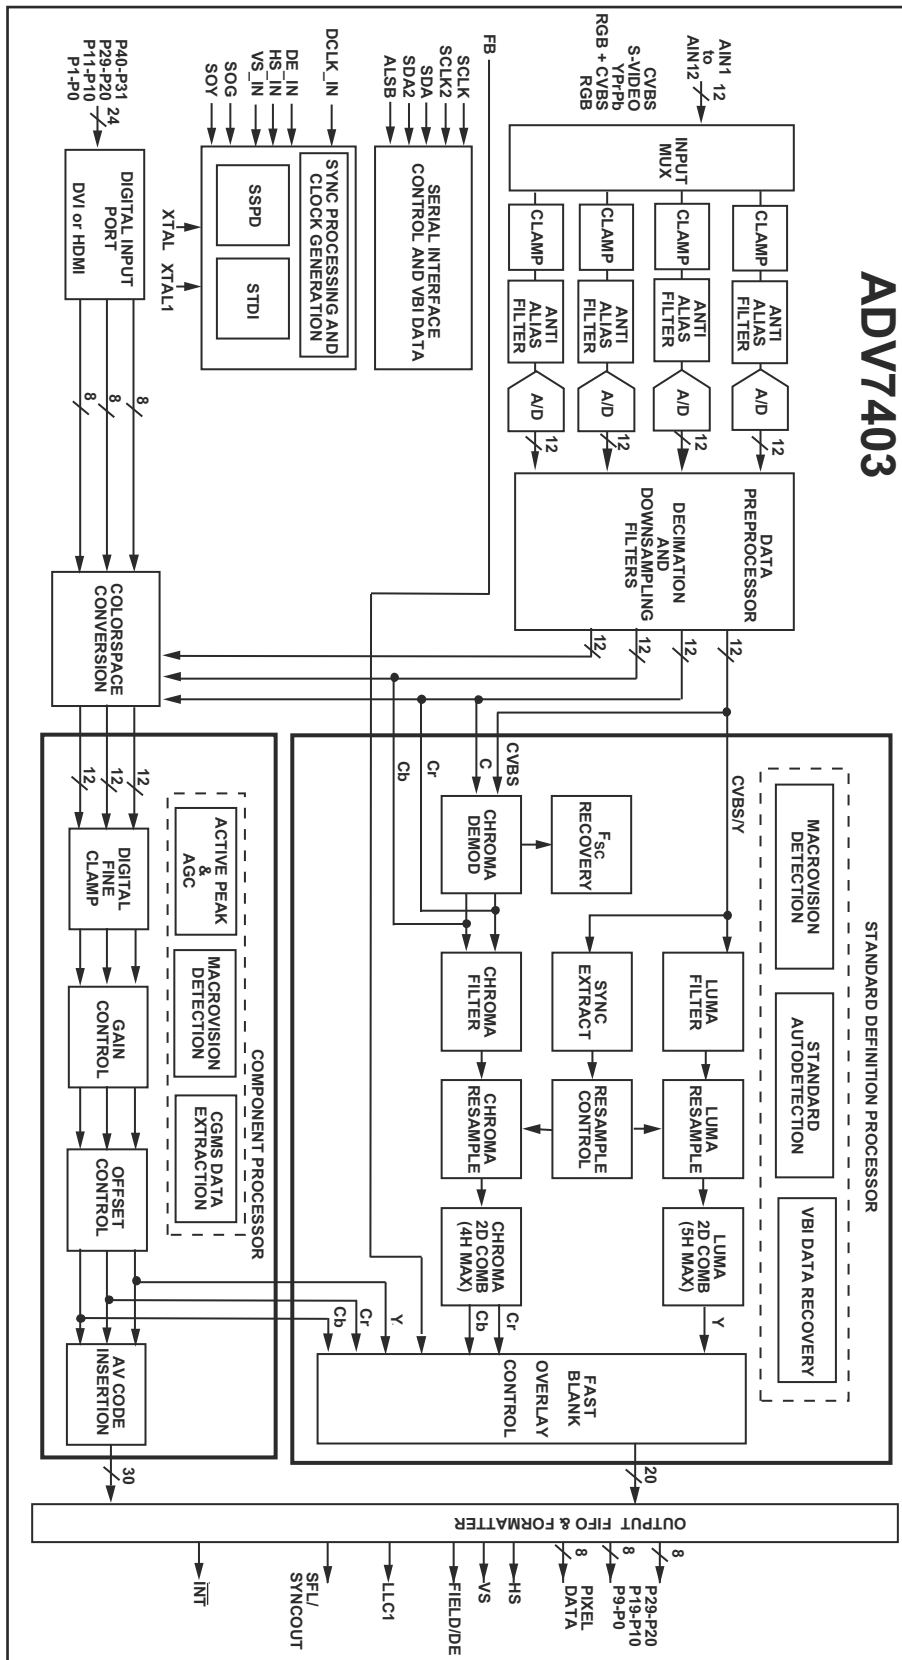 ADV7403
AIN1
to
AIN12
12
CVBS
S-VIDEO
YPrPb
RGB + CVBS
RGB
INPUT
MUX
CLAMP
ANTI
ALIAS
FILTER
A/D
12
CLAMP
ANTI
ALIAS
FILTER
A/D
12
CLAMP
ANTI
ALIAS
FILTER
A/D
12
CLAMP
ANTI
ALIAS
FILTER
A/D
12
DATA
PREPROCESSOR
DECIMATION
AND
DOWNSAMPLING
FILTERS
12
12
12
12
FB
SCLK
SCLK2
SDA
SDA2
ALSB
SERIAL INTERFACE
CONTROL AND VBI DATA
DCLK_IN
DE_IN
HS_IN
VS_IN
SOG
SOY
SYNC PROCESSING AND
CLOCK GENERATION
SSPD
STDI
XTAL
XTAL1
P40-P31
P29-P20
P11-P10
P1-P0
24
DIGITAL INPUT
PORT
DVI or HDMI
8
8
8
COLORSPACE
CONVERSION
12
12
12
STANDARD DEFINITION PROCESSOR
MACROVISION
DETECTION
STANDARD
AUTODETECTION
VBI DATA RECOVERY
CVBS/Y
CVBS
C
Cr
Cb
CHROMA
DEMOD
FSC
RECOVERY
LUMA
FILTER
LUMA
RESAMPLE
LUMA
2D COMB
(5H MAX)
Y
SYNC
EXTRACT
RESAMPLE
CONTROL
CHROMA
FILTER
CHROMA
RESAMPLE
CHROMA
2D COMB
(4H MAX)
Cr
Cb
FAST
BLANK
OVERLAY
CONTROL
20
COMPONENT PROCESSOR
ACTIVE PEAK
&
AGC
MACROVISION
DETECTION
CGMS DATA
EXTRACTION
DIGITAL
FINE
CLAMP
GAIN
CONTROL
OFFSET
CONTROL
Y
Cr
Cb
AV CODE
INSERTION
30
OUTPUT FIFO & FORMATTER
8
8
8
P29-P20
P19-P10
P9-P0
PIXEL
DATA
HS
VS
FIELD/DE
LLC1
SFL/
SYNCOUT
INT